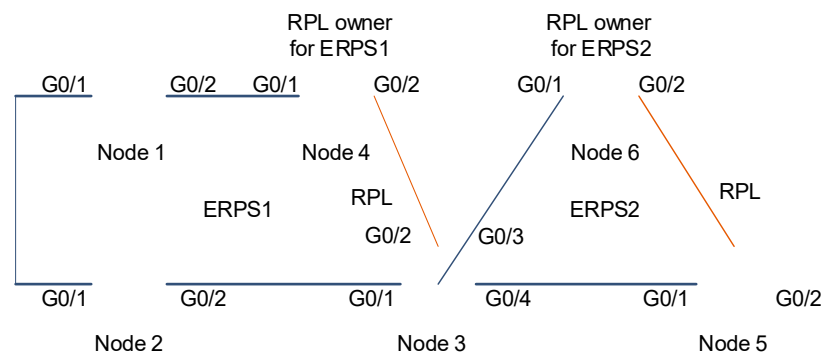 RPL owner
for ERPS1
RPL owner
for ERPS2
G0/1
G0/2
G0/1
G0/2
G0/1
G0/2
Node 1
Node 4
Node 6
RPL
RPL
ERPS1
ERPS2
G0/2
G0/3
G0/1
G0/2
G0/1
G0/4
G0/1
G0/2
Node 2
Node 3
Node 5